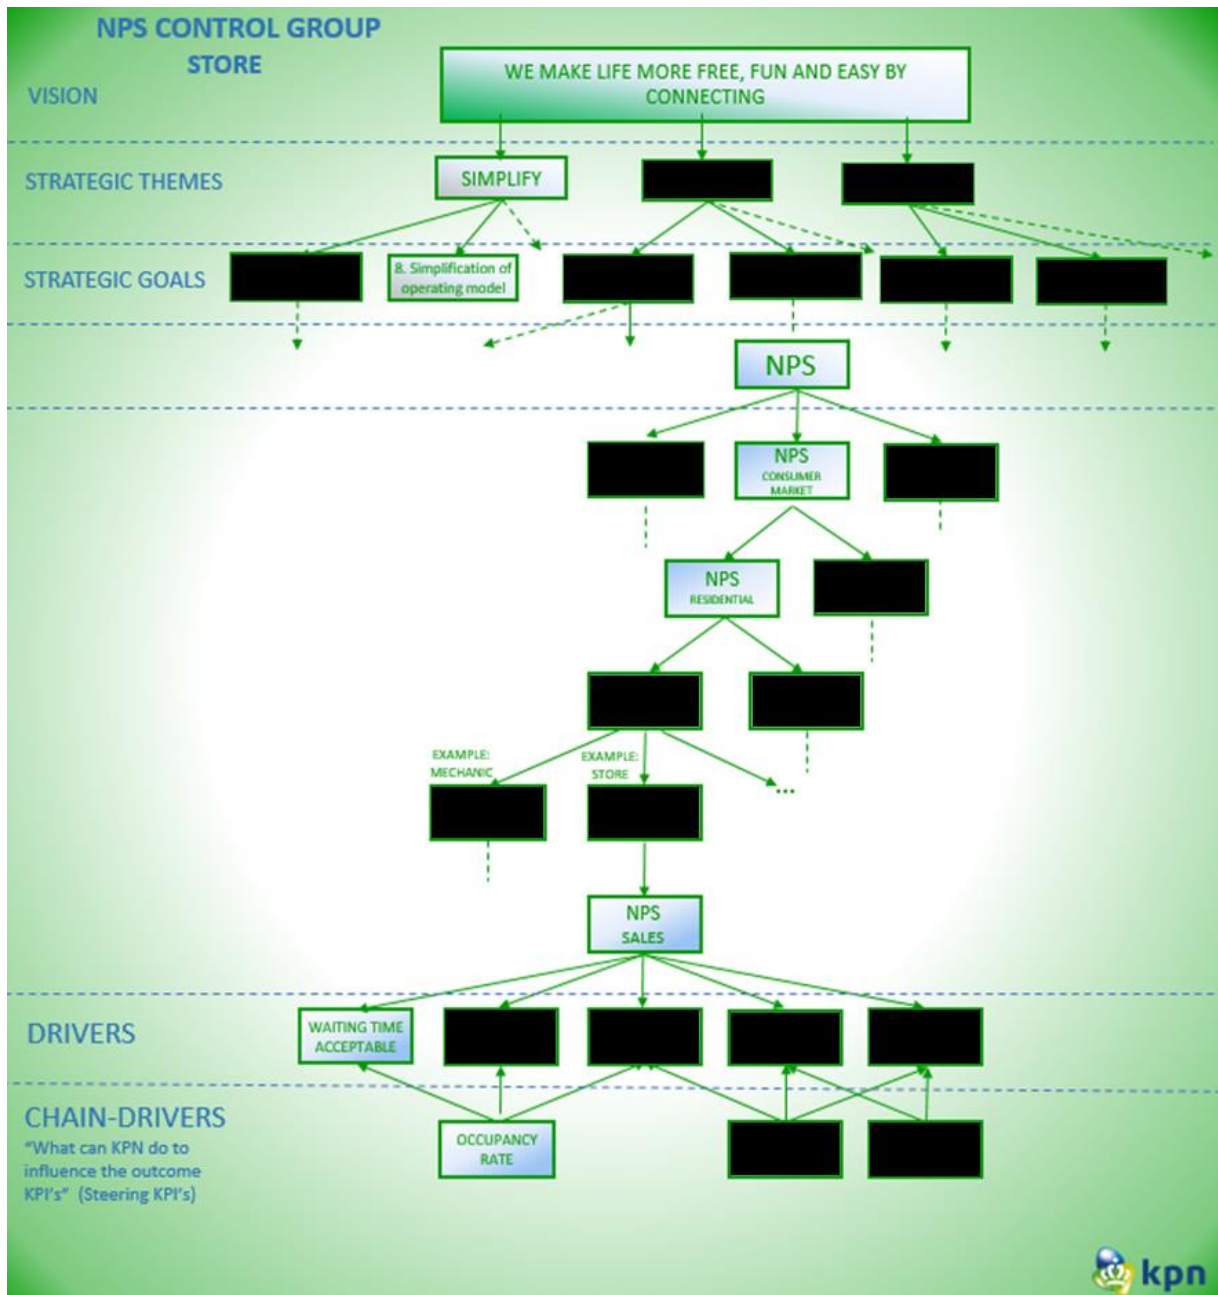 NPS CONTROL GROUP
STORE
VISION
WE MAKE LIFE MORE FREE, FUN AND EASY BY
CONNECTING
STRATEGIC THEMES
SIMPLIFY
STRATEGIC GOALS
8. Simplification of
operating model
NPS
NPS
CONSUMER
MARKET
NPS
RESIDENTIAL
EXAMPLE:
MECHANIC
EXAMPLE:
STORE
...
NPS
SALES
DRIVERS
WAITING TIME
ACCEPTABLE
CHAIN-DRIVERS
"What can KPN do to
influence the outcome
KPI's" (Steering KPI's)
OCCUPANCY
RATE
kpn